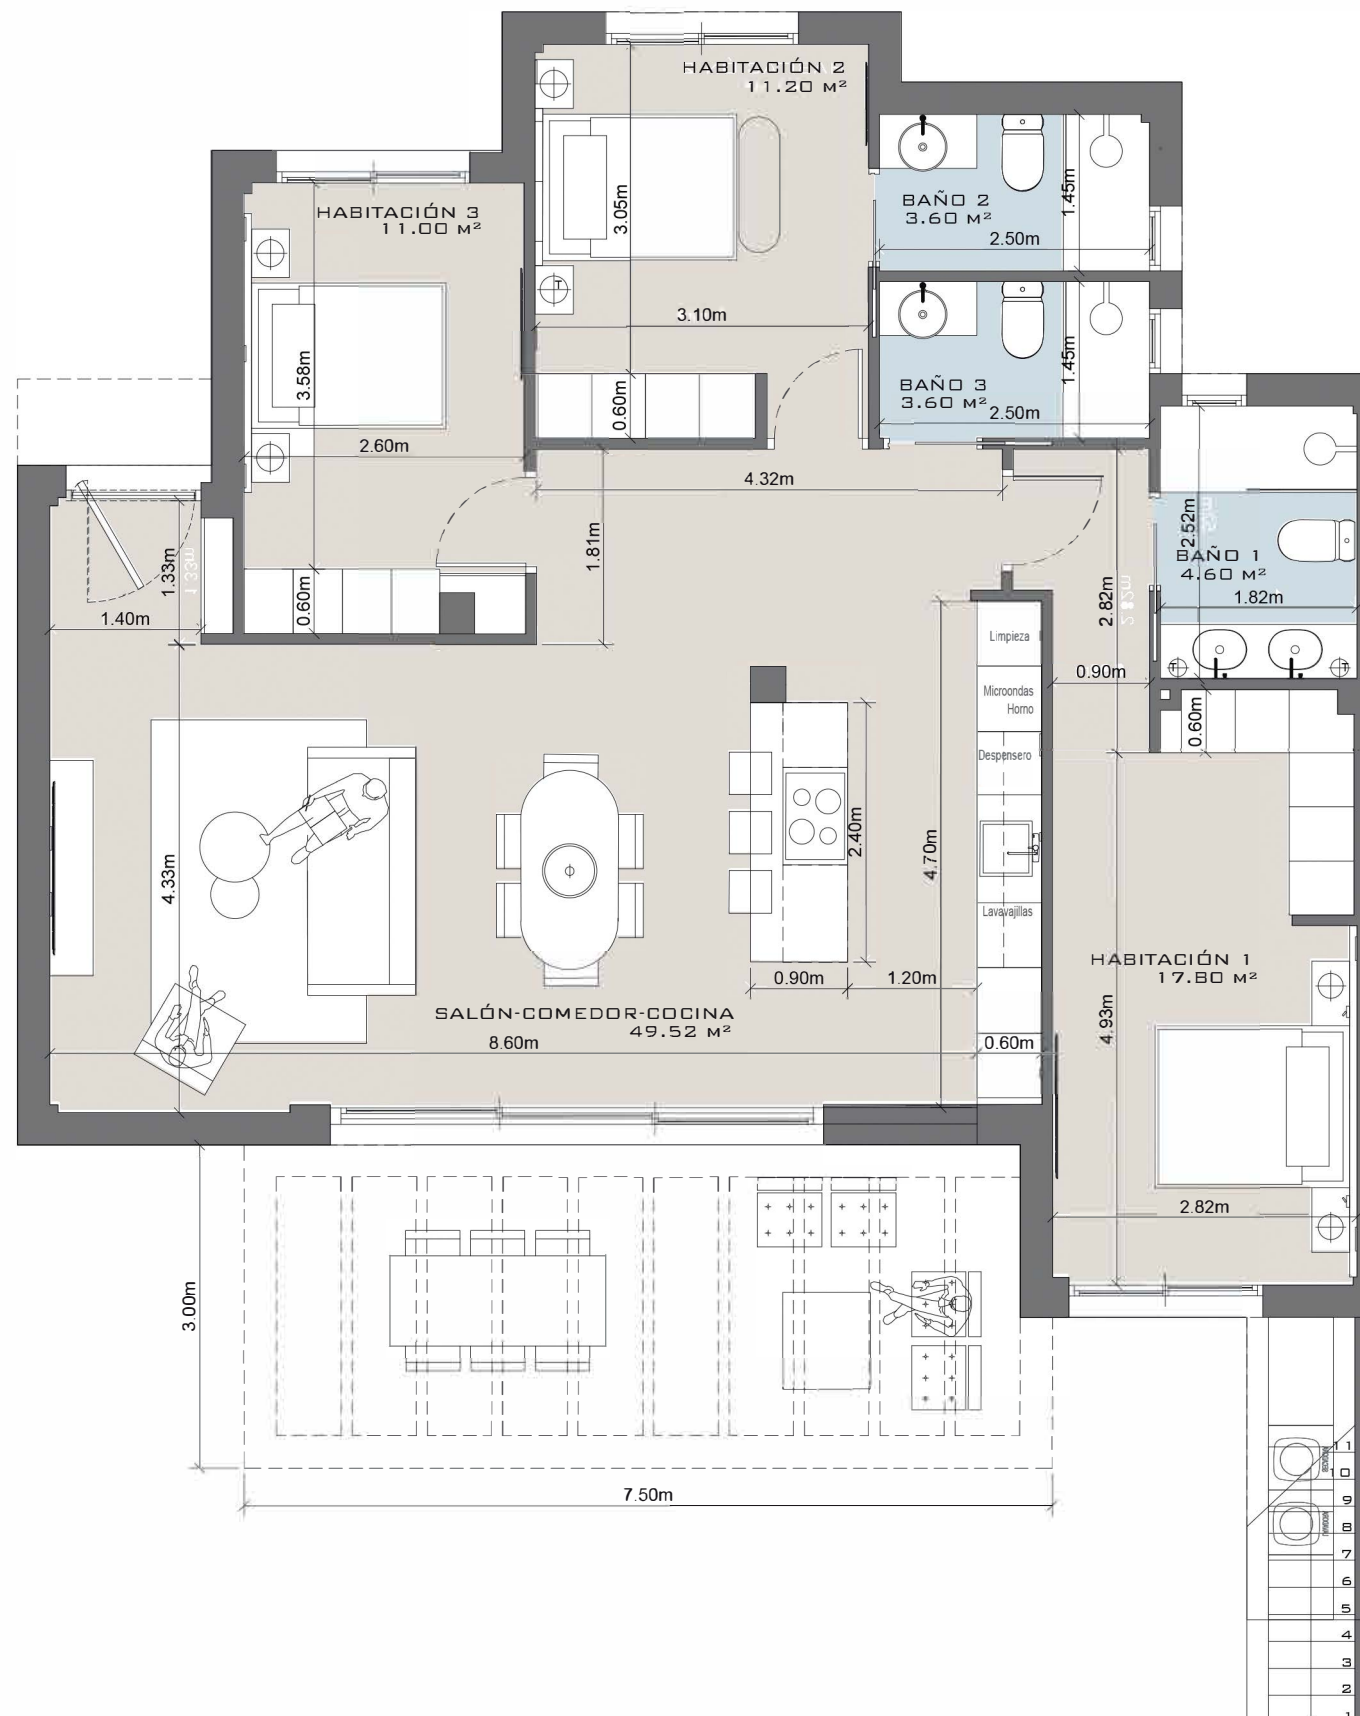 HABITACIÓN 2
11.20 M²
3.05m
3.10m
0.60m
BAÑO 2
3.60 M²
2.50m
1.45m
HABITACIÓN 3
11.00 M²
3.58m
2.60m
0.60m
T
BAÑO 3
3.60 M²
2.50m
1.45m
4.32m
1.81m
1.33m
1.33m
1.40m
2.52m
BAÑO 1
4.60 M²
1.82m
T
T
2.82m
2.82m
0.90m
0.60m
Limpieza
Microondas
Horno
Despensero
Lavavajillas
4.33m
2.40m
4.70m
0.90m
1.20m
SALÓN-COMEDOR-COCINA
49.52 M²
8.60m
0.60m
HABITACIÓN 1
17.80 M²
4.93m
2.82m
3.00m
7.50m
11
10
9
8
7
6
5
4
3
2
1